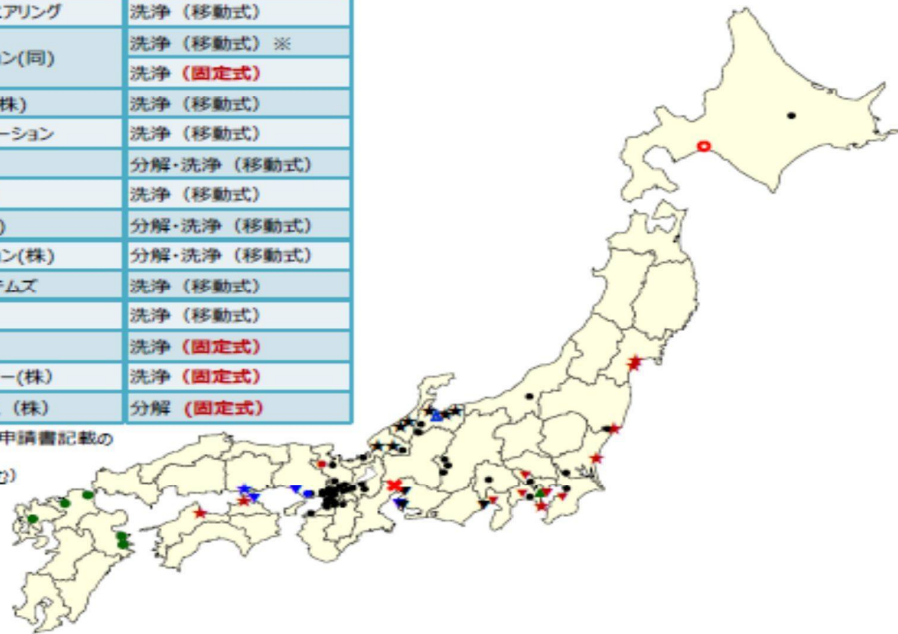 ニアリング 洗浄（移動式）
ン(同) 洗浄（移動式）※
洗浄（固定式）
株) 洗浄（移動式）
ーション 洗浄（移動式）
分解・洗浄（移動式）
洗浄（移動式）
) 分解・洗浄（移動式）
ン(株) 分解・洗浄（移動式）
テムズ 洗浄（移動式）
洗浄（移動式）
洗浄（固定式）
ー(株) 洗浄（固定式）
（株） 分解（固定式）
申請書記載の